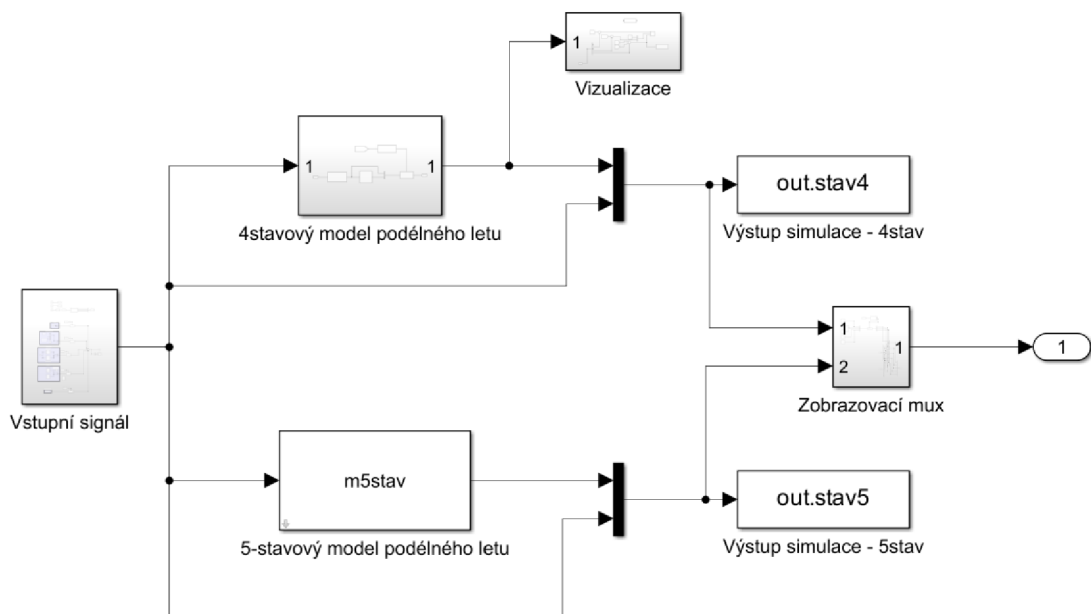 1
Vizualizace
1
1
4stavový model podélného letu
out.stav4
Výstup simulace - 4stav
Vstupní signál
1
2
1
Zobrazovací mux
1
m5stav
5-stavový model podélného letu
out.stav5
Výstup simulace - 5stav